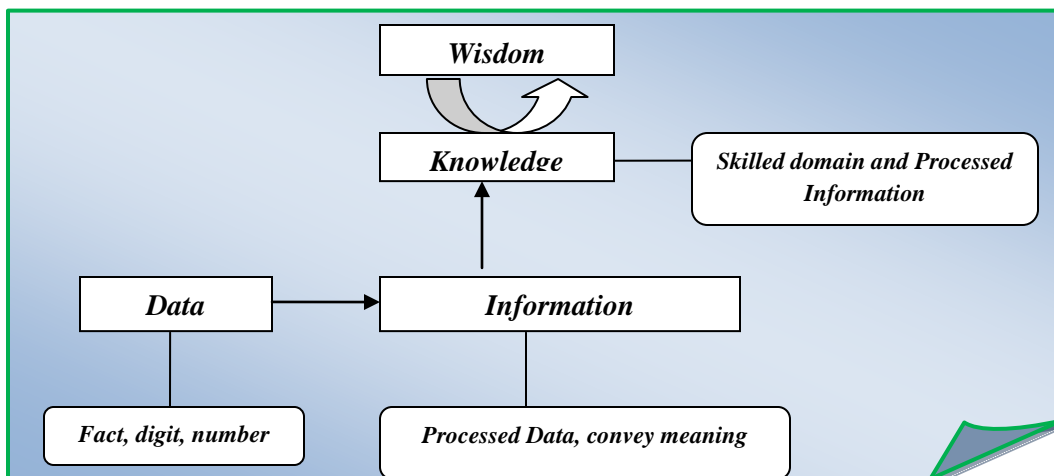 Wisdom
Knowledge
Skilled domain and Processed
Information
Data
Information
Fact, digit, number
Processed Data, convey meaning